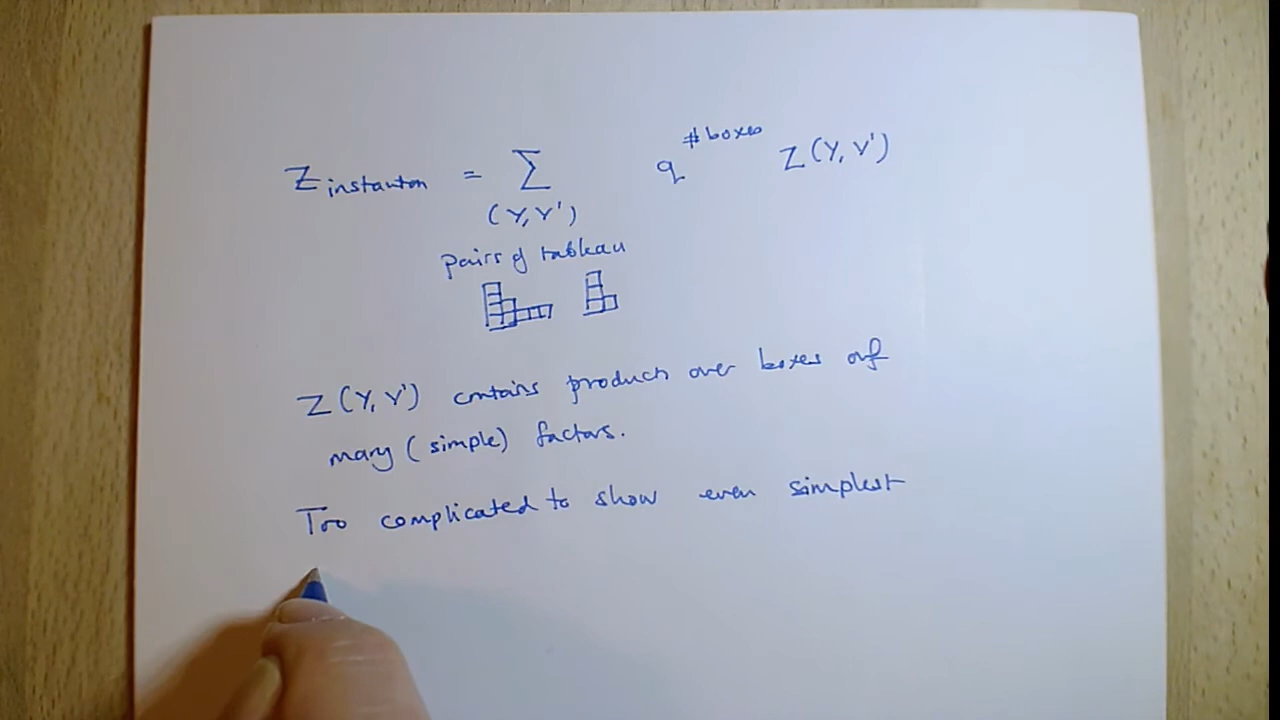 Z instanton = Σ q #boxes Z(Y, Y')
(Y, Y')
pairs of tableau
Z(Y, Y') contains product over boxes of
many (simple) factors.
Too complicated to show even simplest